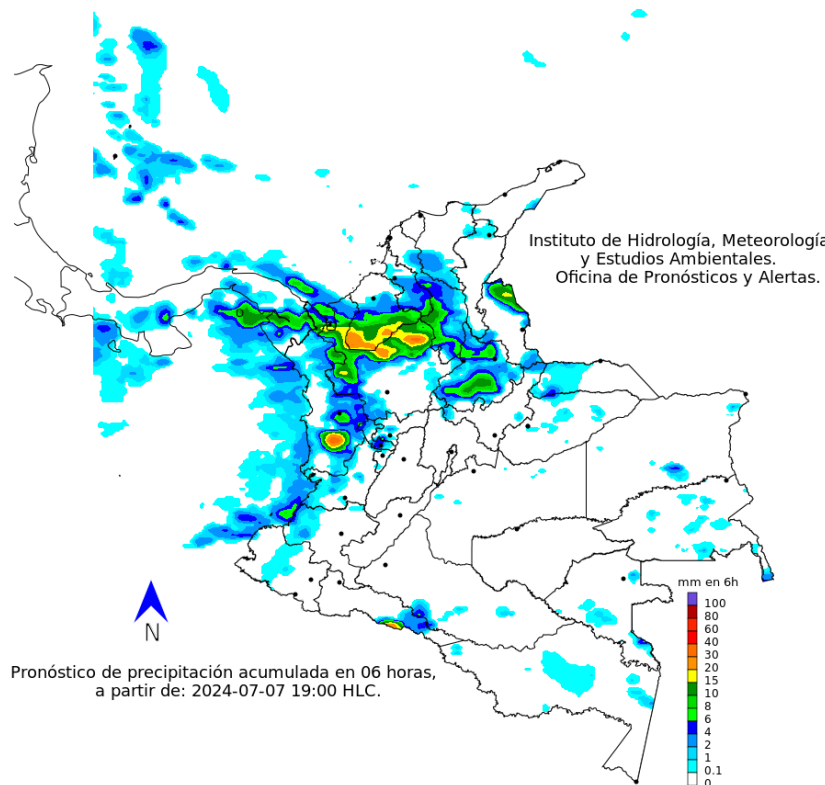 Instituto de Hidrología, Meteorología
y Estudios Ambientales.
Oficina de Pronósticos y Alertas.
N
Pronóstico de precipitación acumulada en 06 horas,
a partir de: 2024-07-07 19:00 HLC.
mm en 6h
100
80
60
40
30
20
15
10
8
6
4
2
1
0.1
0